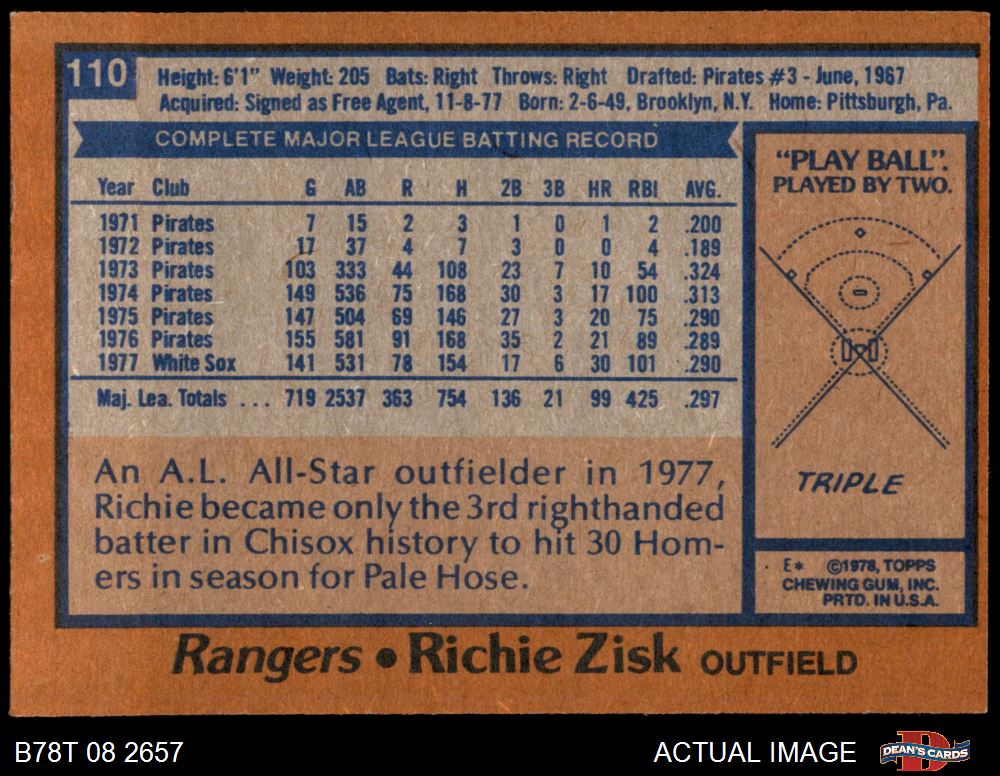 110
Height: 6'1" Weight: 205 Bats: Right Throws: Right Drafted: Pirates #3 - June, 1967
Acquired: Signed as Free Agent, 11-8-77 Born: 2-6-49, Brooklyn, N.Y. Home: Pittsburgh, Pa.
COMPLETE MAJOR LEAGUE BATTING RECORD
Year Club G AB R H 2B 3B HR RBI AVG.
1971 Pirates 7 15 2 3 1 0 1 2 .200
1972 Pirates 17 37 4 7 3 0 0 4 .189
1973 Pirates 103 333 44 108 23 7 10 54 .324
1974 Pirates 149 536 75 168 30 3 17 100 .313
1975 Pirates 147 504 69 146 27 3 20 75 .290
1976 Pirates 155 581 91 168 35 2 21 89 .289
1977 White Sox 141 531 78 154 17 6 30 101 .290
Maj. Lea. Totals ... 719 2537 363 754 136 21 99 425 .297
An A.L. All-Star outfielder in 1977,
Richie became only the 3rd righthanded
batter in Chisox history to hit 30 Hom-
ers in season for Pale Hose.
"PLAY BALL".
PLAYED BY TWO.
TRIPLE
E* ©1978, TOPPS
CHEWING GUM, INC.
PRTD. IN U.S.A.
Rangers • Richie Zisk OUTFIELD
B78T 08 2657
ACTUAL IMAGE
D
DEAN'S CARDS